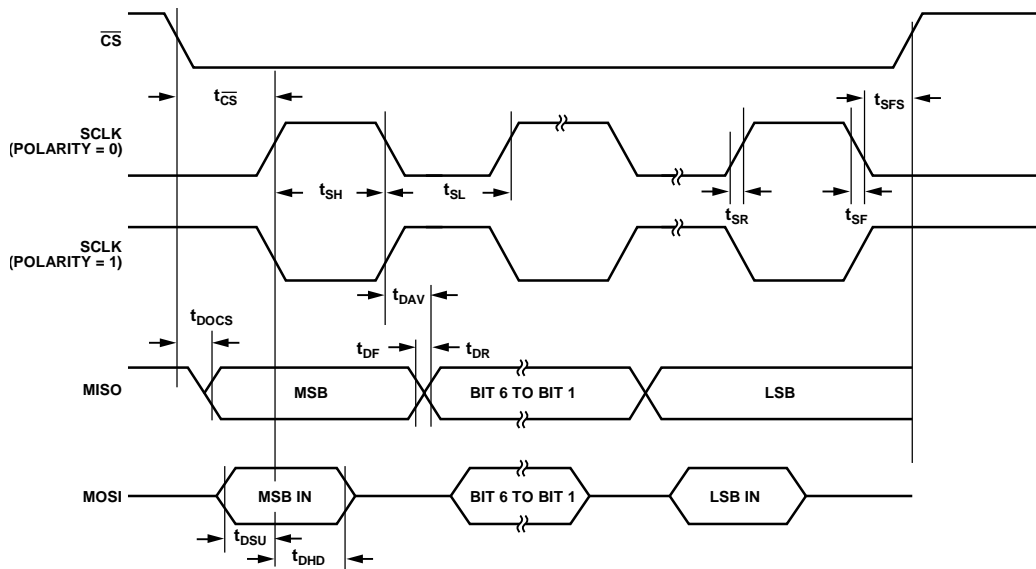 CS
tCS
tSFS
SCLK
(POLARITY = 0)
tSH
tSL
tSR
tSF
SCLK
(POLARITY = 1)
tDAV
tDOCS
tDF
tDR
MISO
MSB
BIT 6 TO BIT 1
LSB
MOSI
MSB IN
BIT 6 TO BIT 1
LSB IN
tDSU
tDHD